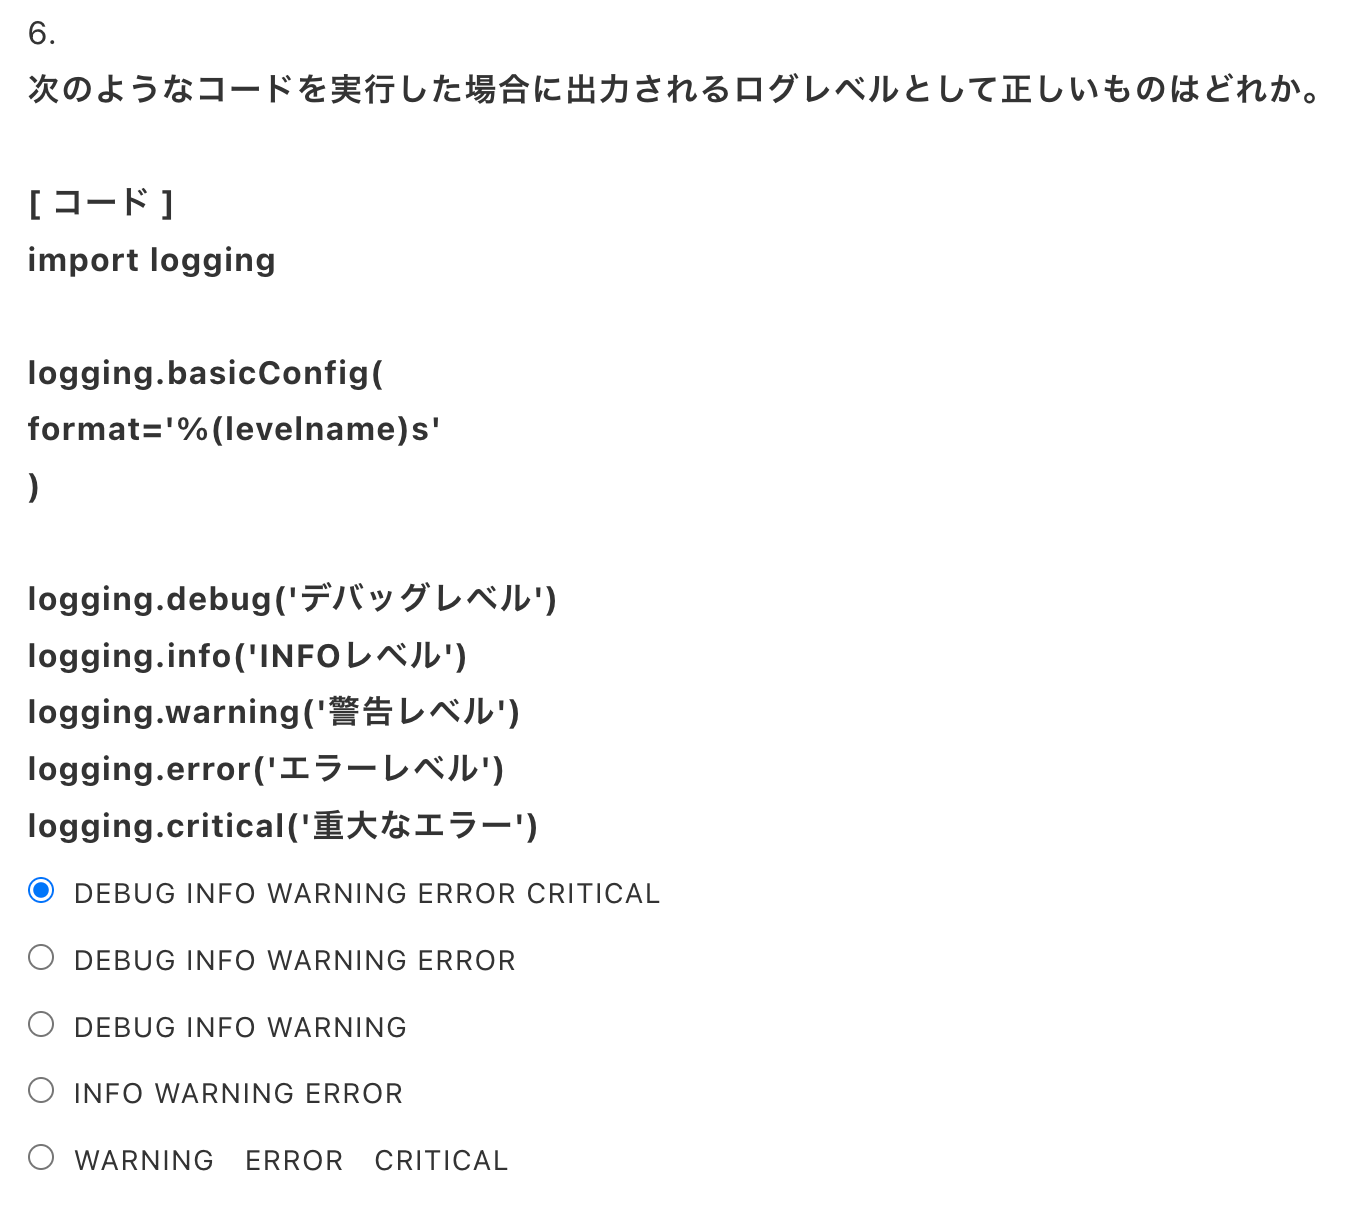 6.
次のようなコードを実行した場合に出力されるログレベルとして正しいものはどれか。
[ コード ]
import logging
logging.basicConfig(
format='%(levelname)s'
)
logging.debug('デバッグレベル')
logging.info('INFOレベル')
logging.warning('警告レベル')
logging.error('エラーレベル')
logging.critical('重大なエラー')
DEBUG INFO WARNING ERROR CRITICAL
DEBUG INFO WARNING ERROR
DEBUG INFO WARNING
INFO WARNING ERROR
WARNING　ERROR　CRITICAL